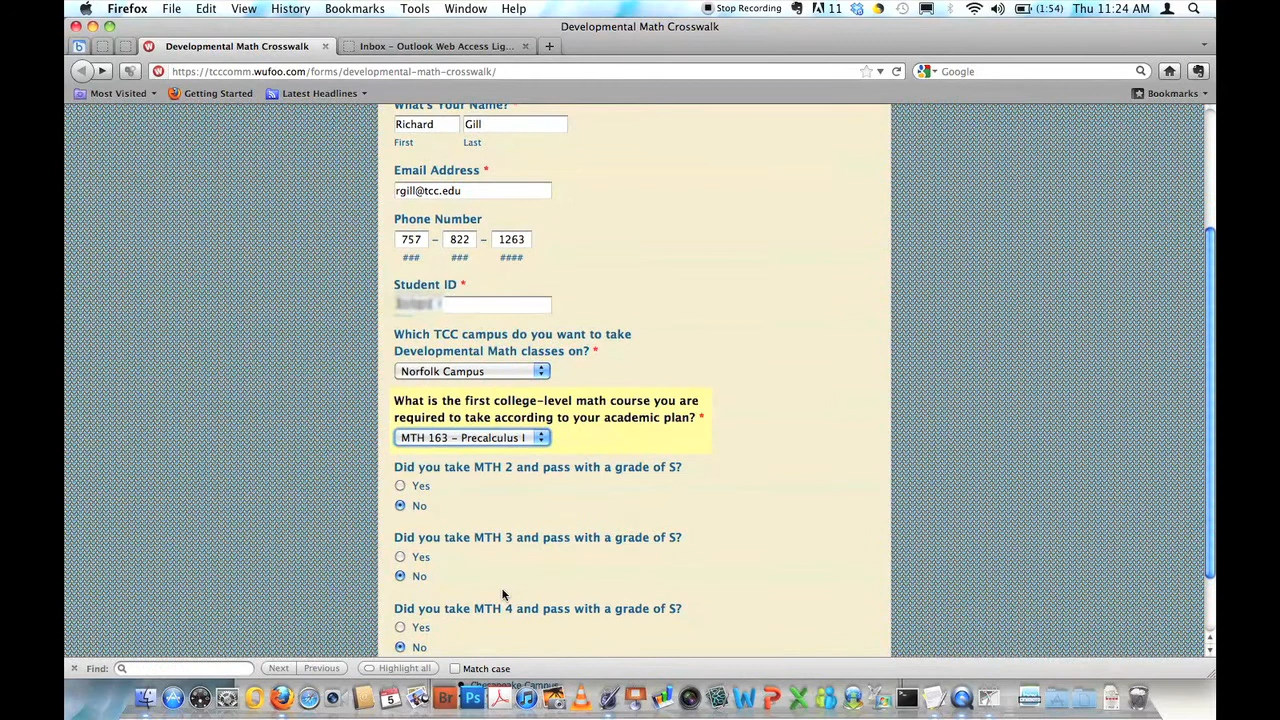 Firefox File Edit View History Bookmarks Tools Window Help Stop Recording 11 (1:54) Thu 11:24 AM
Developmental Math Crosswalk
Developmental Math Crosswalk Inbox – Outlook Web Access Lig...
https://tcccomm.wufoo.com/forms/developmental-math-crosswalk/ Google
Most Visited Getting Started Latest Headlines Bookmarks
What's Your Name? *
Richard Gill
First Last
Email Address *
rgill@tcc.edu
Phone Number
757 – 822 – 1263
### ### ####
Student ID *
Which TCC campus do you want to take
Developmental Math classes on? *
Norfolk Campus
What is the first college-level math course you are
required to take according to your academic plan? *
MTH 163 – Precalculus I
Did you take MTH 2 and pass with a grade of S?
Yes
No
Did you take MTH 3 and pass with a grade of S?
Yes
No
Did you take MTH 4 and pass with a grade of S?
Yes
No
Find: Next Previous Highlight all Match case
Chesapeake Campus
Br Ps